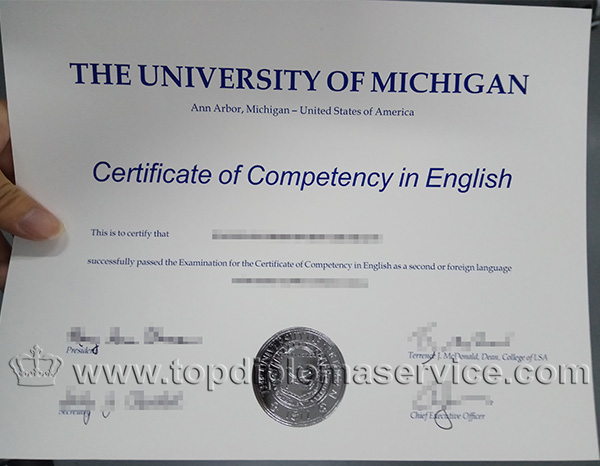 THE UNIVERSITY OF MICHIGAN
Ann Arbor, Michigan – United States of America
Certificate of Competency in English
This is to certify that
successfully passed the Examination for the Certificate of Competency in English as a second or foreign language
President
Terrence J. McDonald, Dean, College of LSA
www.topdiplomaservice.com
Secretary
Chief Executive Officer